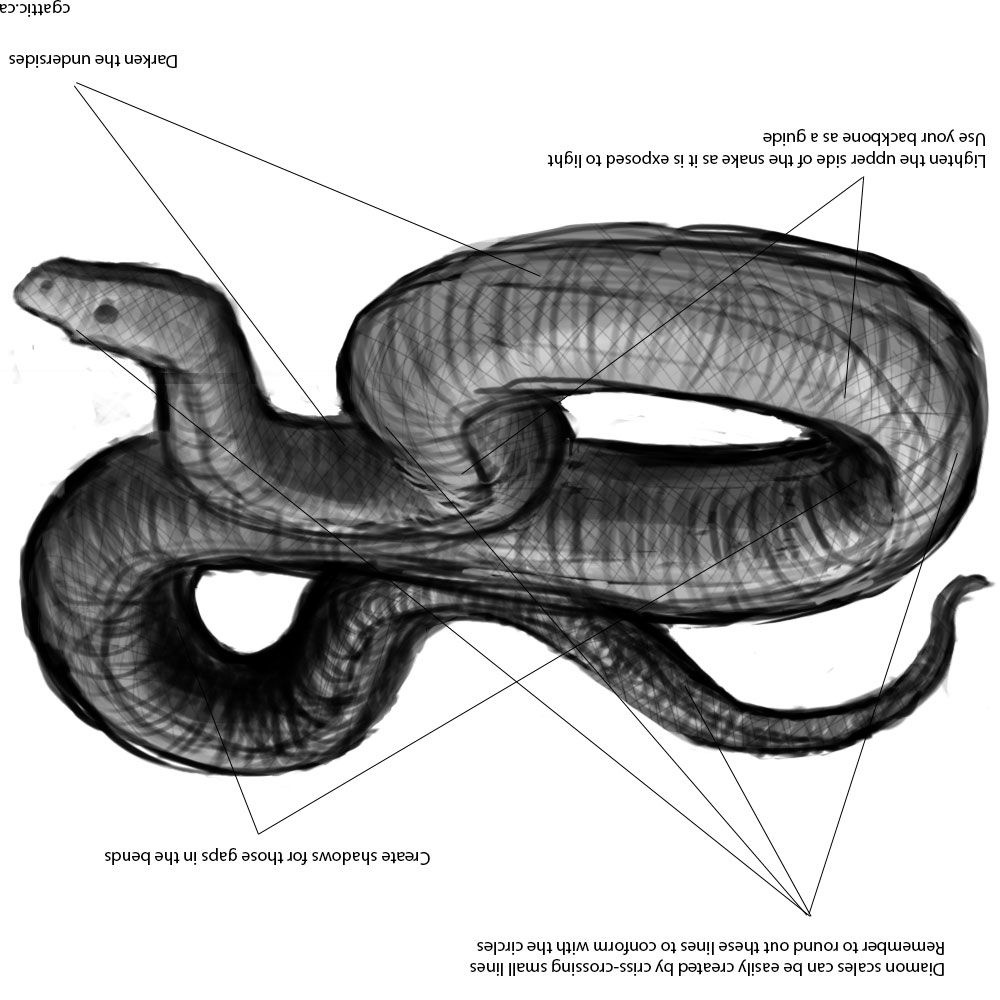 Diamon scales can be easily created by criss-crossing small lines
Remember to round out these lines to conform with the circles
Create shadows for those gaps in the bends
Lighten the upper side of the snake as it is exposed to light
Use your backbone as a guide
Darken the undersides
cgattic.ca